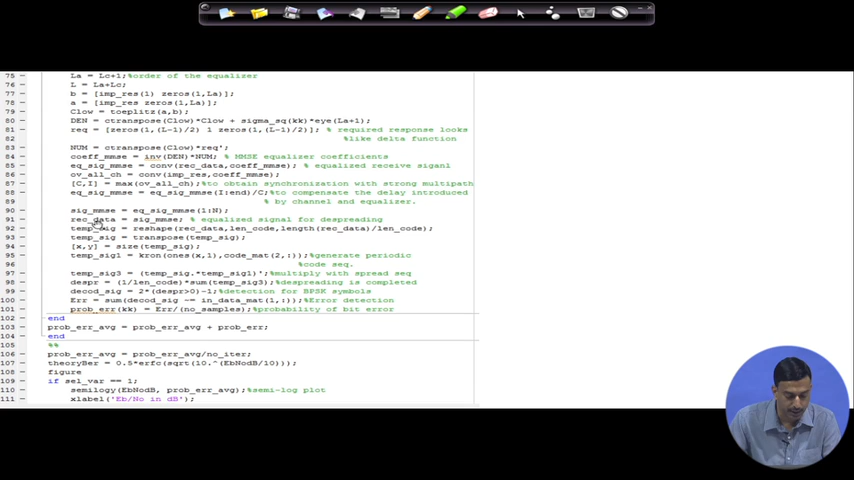 75 − La = Lc+1;%order of the equalizer
76 − L = La+Lc;
77 − b = [imp_res(1) zeros(1,La)];
78 − a = [imp_res zeros(1,La)];
79 − Clow = toeplitz(a,b);
80 − DEN = ctranspose(Clow)*Clow + sigma_sq(kk)*eye(La+1);
81 − req = [zeros(1,(L-1)/2) 1 zeros(1,(L-1)/2)]; % required response looks
82 %like delta function
83 − NUM = ctranspose(Clow)*req';
84 − coeff_mmse = inv(DEN)*NUM; % MMSE equalizer coefficients
85 − eq_sig_mmse = conv(rec_data,coeff_mmse); % equalized receive siganl
86 − ov_all_ch = conv(imp_res,coeff_mmse);
87 − [C,I] = max(ov_all_ch);%to obtain synchronization with strong multipath
88 − eq_sig_mmse = eq_sig_mmse(I:end)/C;%to compensate the delay introduced
89 % by channel and equalizer.
90 − sig_mmse = eq_sig_mmse(1:N);
91 − rec_data = sig_mmse; % equalized signal for despreading
92 − temp_sig = reshape(rec_data,len_code,length(rec_data)/len_code);
93 − temp_sig = transpose(temp_sig);
94 − [x,y] = size(temp_sig);
95 − temp_sig1 = kron(ones(x,1),code_mat(2,:));%generate periodic
96 %code seq.
97 − temp_sig3 = (temp_sig.*temp_sig1)';%multiply with spread seq
98 − despr = (1/len_code)*sum(temp_sig3);%despreading is completed
99 − decod_sig = 2*(despr>0)-1;%detection for BPSK symbols
100 − Err = sum(decod_sig ~= in_data_mat(1,:));%Error detection
101 − prob_err(kk) = Err/(no_samples);%probability of bit error
102 − end
103 − prob_err_avg = prob_err_avg + prob_err;
104 − end
105 %%
106 − prob_err_avg = prob_err_avg/no_iter;
107 − theoryBer = 0.5*erfc(sqrt(10.^(EbNodB/10)));
108 − figure
109 − if sel_var == 1;
110 − semilogy(EbNodB, prob_err_avg);%semi-log plot
111 − xlabel('Eb/No in dB');